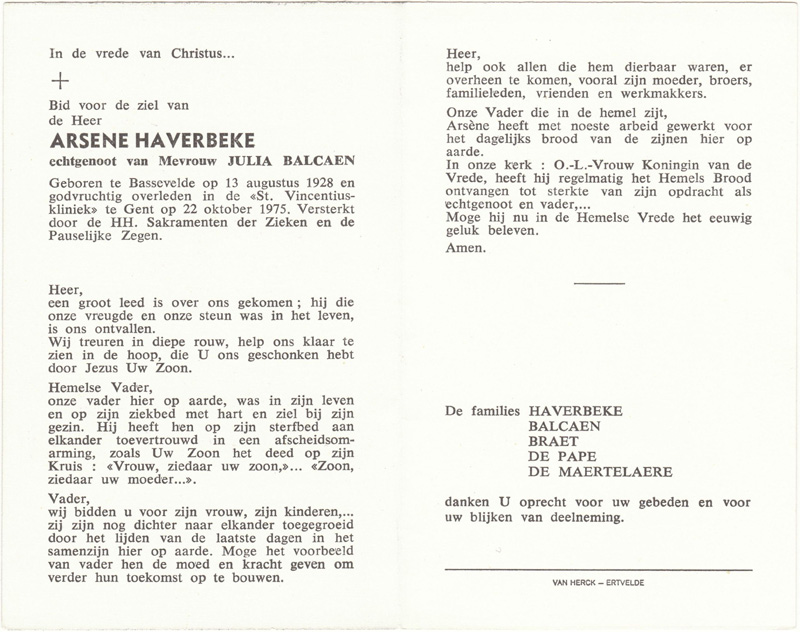 In de vrede van Christus...
Bid voor de ziel van
de Heer
ARSENE HAVERBEKE
echtgenoot van Mevrouw JULIA BALCAEN
Geboren te Bassevelde op 13 augustus 1928 en
godvruchtig overleden in de «St. Vincentius-
kliniek» te Gent op 22 oktober 1975. Versterkt
door de HH. Sakramenten der Zieken en de
Pauselijke Zegen.
Heer,
een groot leed is over ons gekomen ; hij die
onze vreugde en onze steun was in het leven,
is ons ontvallen.
Wij treuren in diepe rouw, help ons klaar te
zien in de hoop, die U ons geschonken hebt
door Jezus Uw Zoon.
Hemelse Vader,
onze vader hier op aarde, was in zijn leven
en op zijn ziekbed met hart en ziel bij zijn
gezin. Hij heeft hen op zijn sterfbed aan
elkander toevertrouwd in een afscheidsom-
arming, zoals Uw Zoon het deed op zijn
Kruis : «Vrouw, ziedaar uw zoon,»... «Zoon,
ziedaar uw moeder...».
Vader,
wij bidden u voor zijn vrouw, zijn kinderen,...
zij zijn nog dichter naar elkander toegegroeid
door het lijden van de laatste dagen in het
samenzijn hier op aarde. Moge het voorbeeld
van vader hen de moed en kracht geven om
verder hun toekomst op te bouwen.
Heer,
help ook allen die hem dierbaar waren, er
overheen te komen, vooral zijn moeder, broers,
familieleden, vrienden en werkmakkers.
Onze Vader die in de hemel zijt,
Arsène heeft met noeste arbeid gewerkt voor
het dagelijks brood van de zijnen hier op
aarde.
In onze kerk : O.-L.-Vrouw Koningin van de
Vrede, heeft hij regelmatig het Hemels Brood
ontvangen tot sterkte van zijn opdracht als
echtgenoot en vader,...
Moge hij nu in de Hemelse Vrede het eeuwig
geluk beleven.
Amen.
De families HAVERBEKE
BALCAEN
BRAET
DE PAPE
DE MAERTELAERE
danken U oprecht voor uw gebeden en voor
uw blijken van deelneming.
VAN HERCK – ERTVELDE